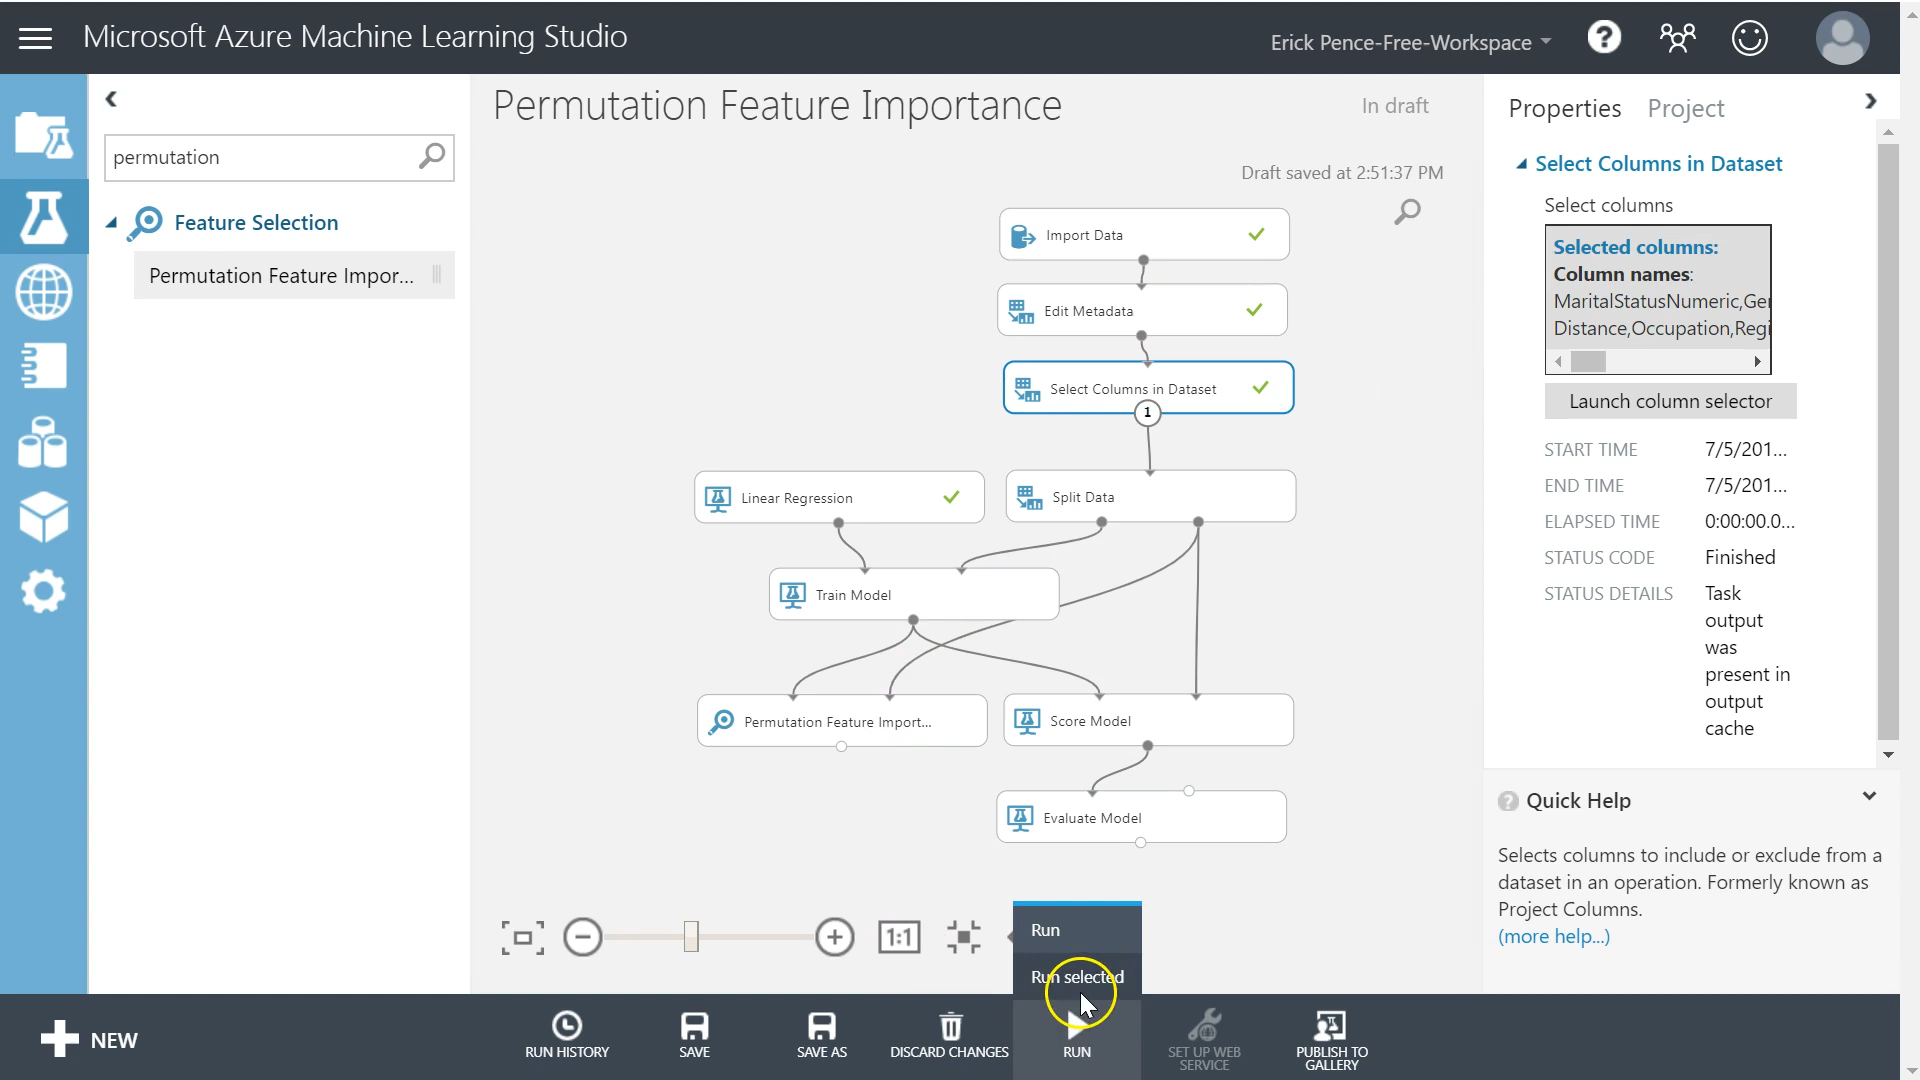 Microsoft Azure Machine Learning Studio
Erick Pence-Free-Workspace
?
permutation
Feature Selection
Permutation Feature Impor...
Permutation Feature Importance
In draft
Draft saved at 2:51:37 PM
Import Data
Edit Metadata
Select Columns in Dataset
1
Linear Regression
Split Data
Train Model
Permutation Feature Import...
Score Model
Evaluate Model
1:1
Run
Run selected
Properties Project
Select Columns in Dataset
Select columns
Selected columns:
Column names:
MaritalStatusNumeric,Ger
Distance,Occupation,Regi
Launch column selector
START TIME 7/5/201...
END TIME 7/5/201...
ELAPSED TIME 0:00:00.0...
STATUS CODE Finished
STATUS DETAILS Task
output
was
present in
output
cache
? Quick Help
Selects columns to include or exclude from a
dataset in an operation. Formerly known as
Project Columns.
(more help...)
NEW
RUN HISTORY
SAVE
SAVE AS
DISCARD CHANGES
RUN
SET UP WEB
SERVICE
PUBLISH TO
GALLERY